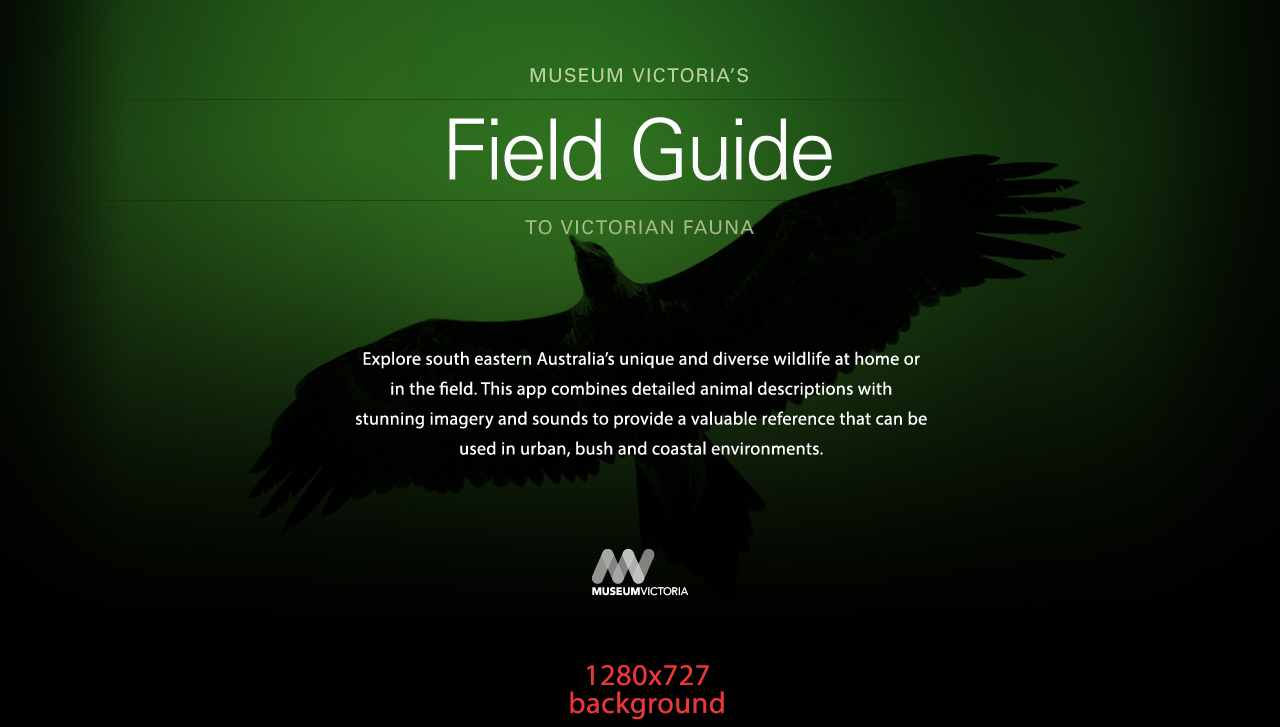 MUSEUM VICTORIA’S
Field Guide
TO VICTORIAN FAUNA
Explore south eastern Australia’s unique and diverse wildlife at home or
in the field. This app combines detailed animal descriptions with
stunning imagery and sounds to provide a valuable reference that can be
used in urban, bush and coastal environments.
MUSEUMVICTORIA
1280x727
background